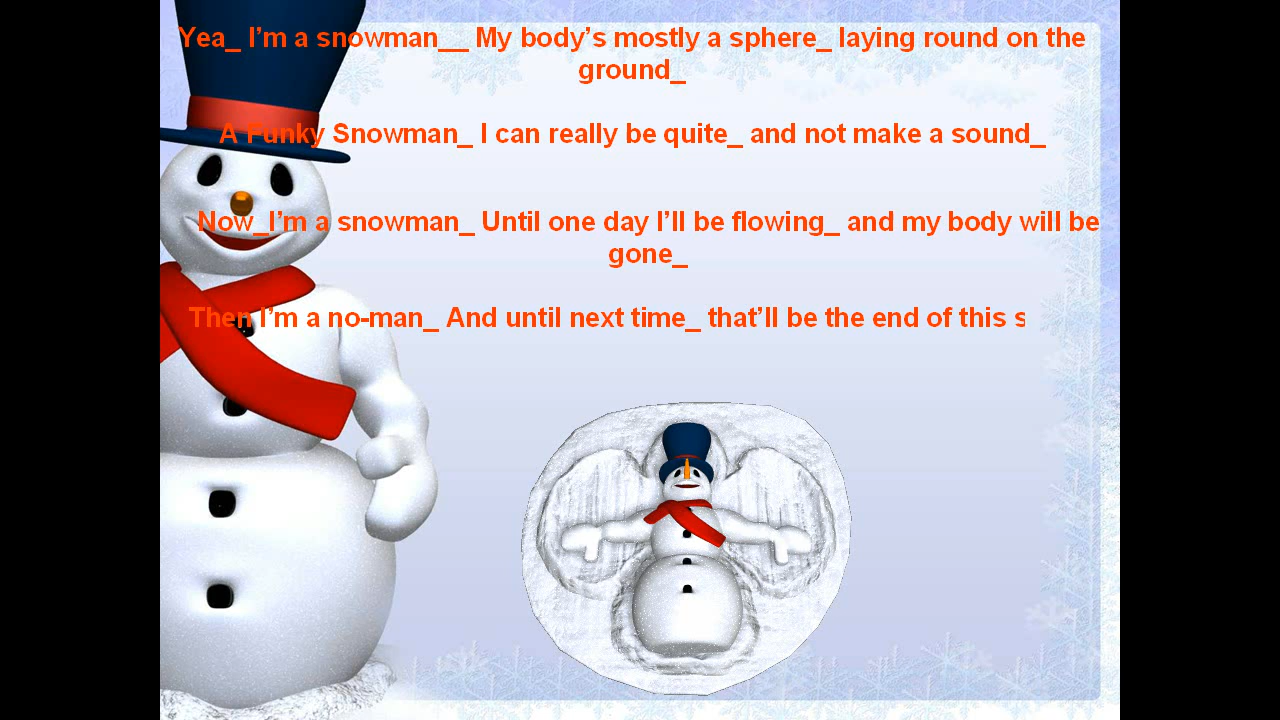 Yea_ I’m a snowman__ My body’s mostly a sphere_ laying round on the
ground_
A Funky Snowman_ I can really be quite_ and not make a sound_
Now_I’m a snowman_ Until one day I’ll be flowing_ and my body will be
gone_
Then I’m a no-man_ And until next time_ that’ll be the end of this s